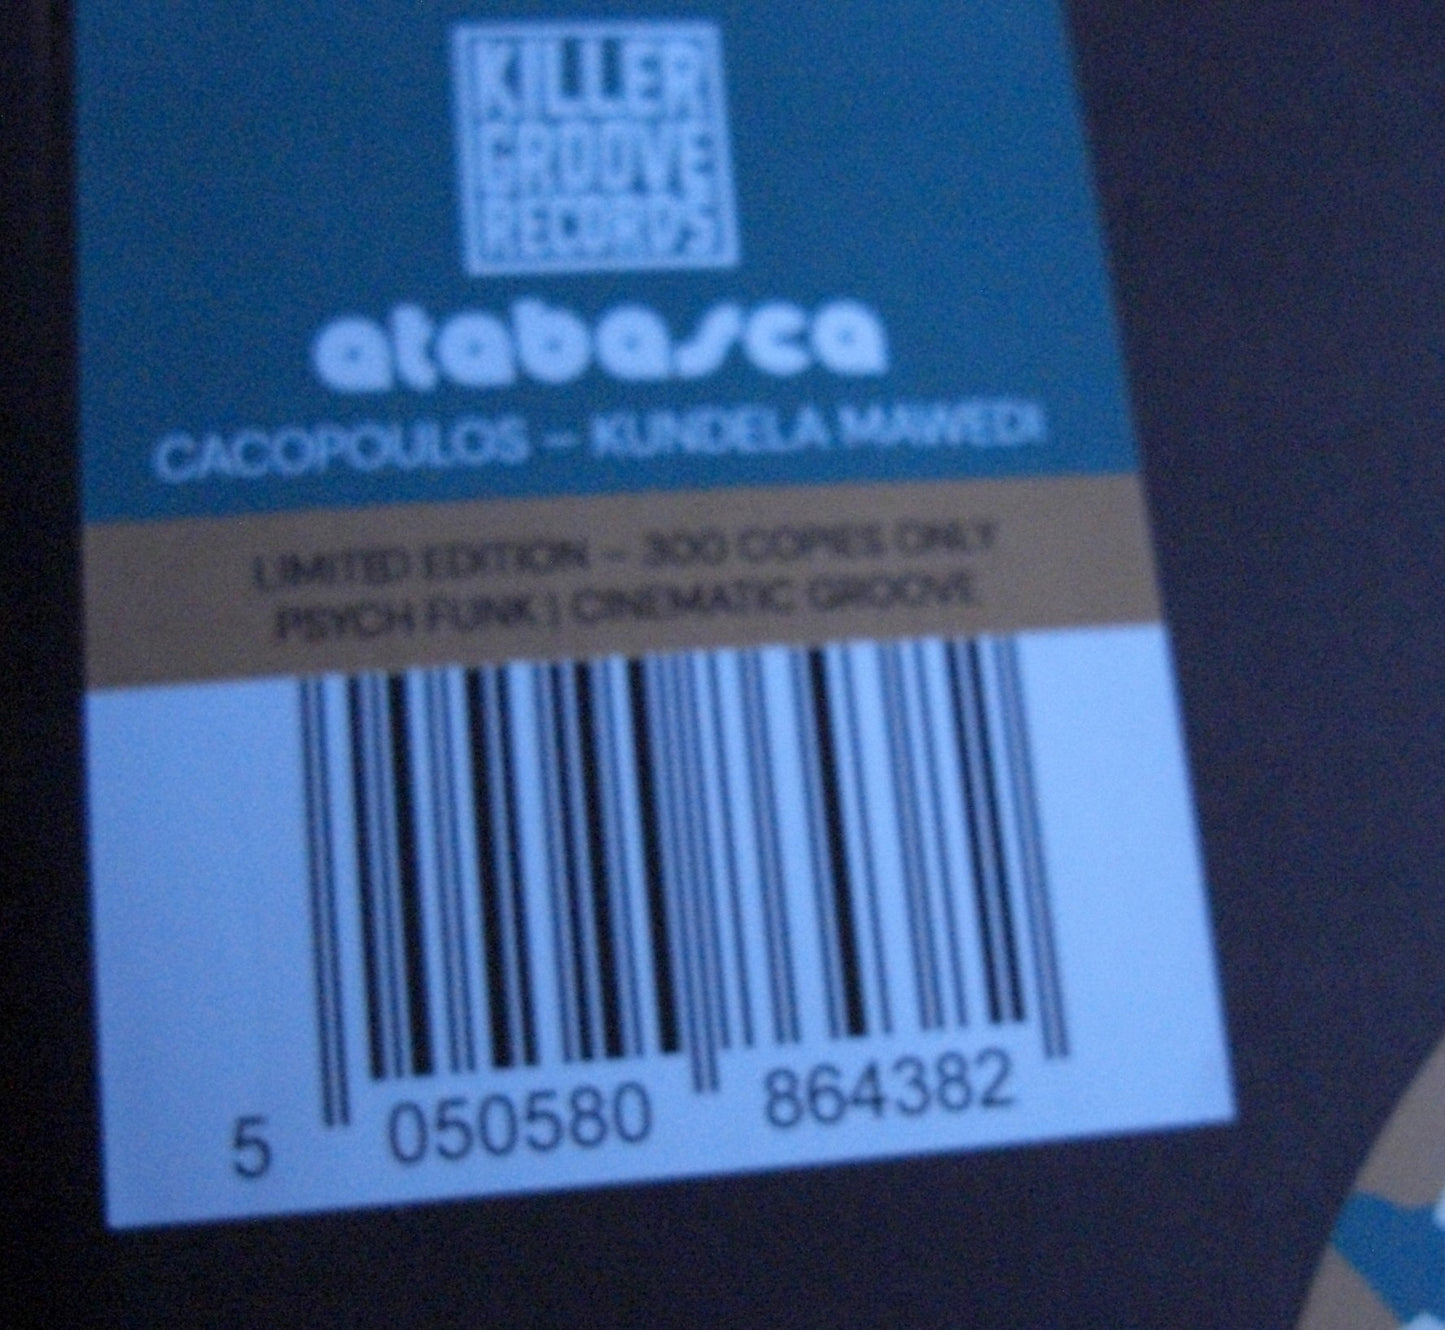 KILLER
GROOVE
RECORDS
atabasca
CACOPOULOS – KUNDELA MAWEDI
LIMITED EDITION – 300 COPIES ONLY
PSYCH FUNK | CINEMATIC GROOVE
5 050580 864382